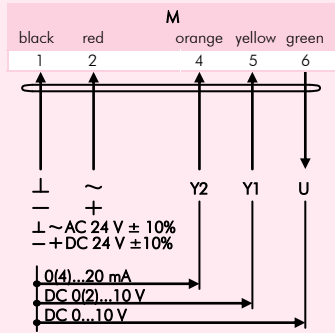 M
black red orange yellow green
1 2 4 5 6
⊥ ~ Y2 Y1 U
− +
⊥ ~ AC 24 V ± 10%
− + DC 24 V ±10%
0(4)...20 mA
DC 0(2)...10 V
DC 0...10 V